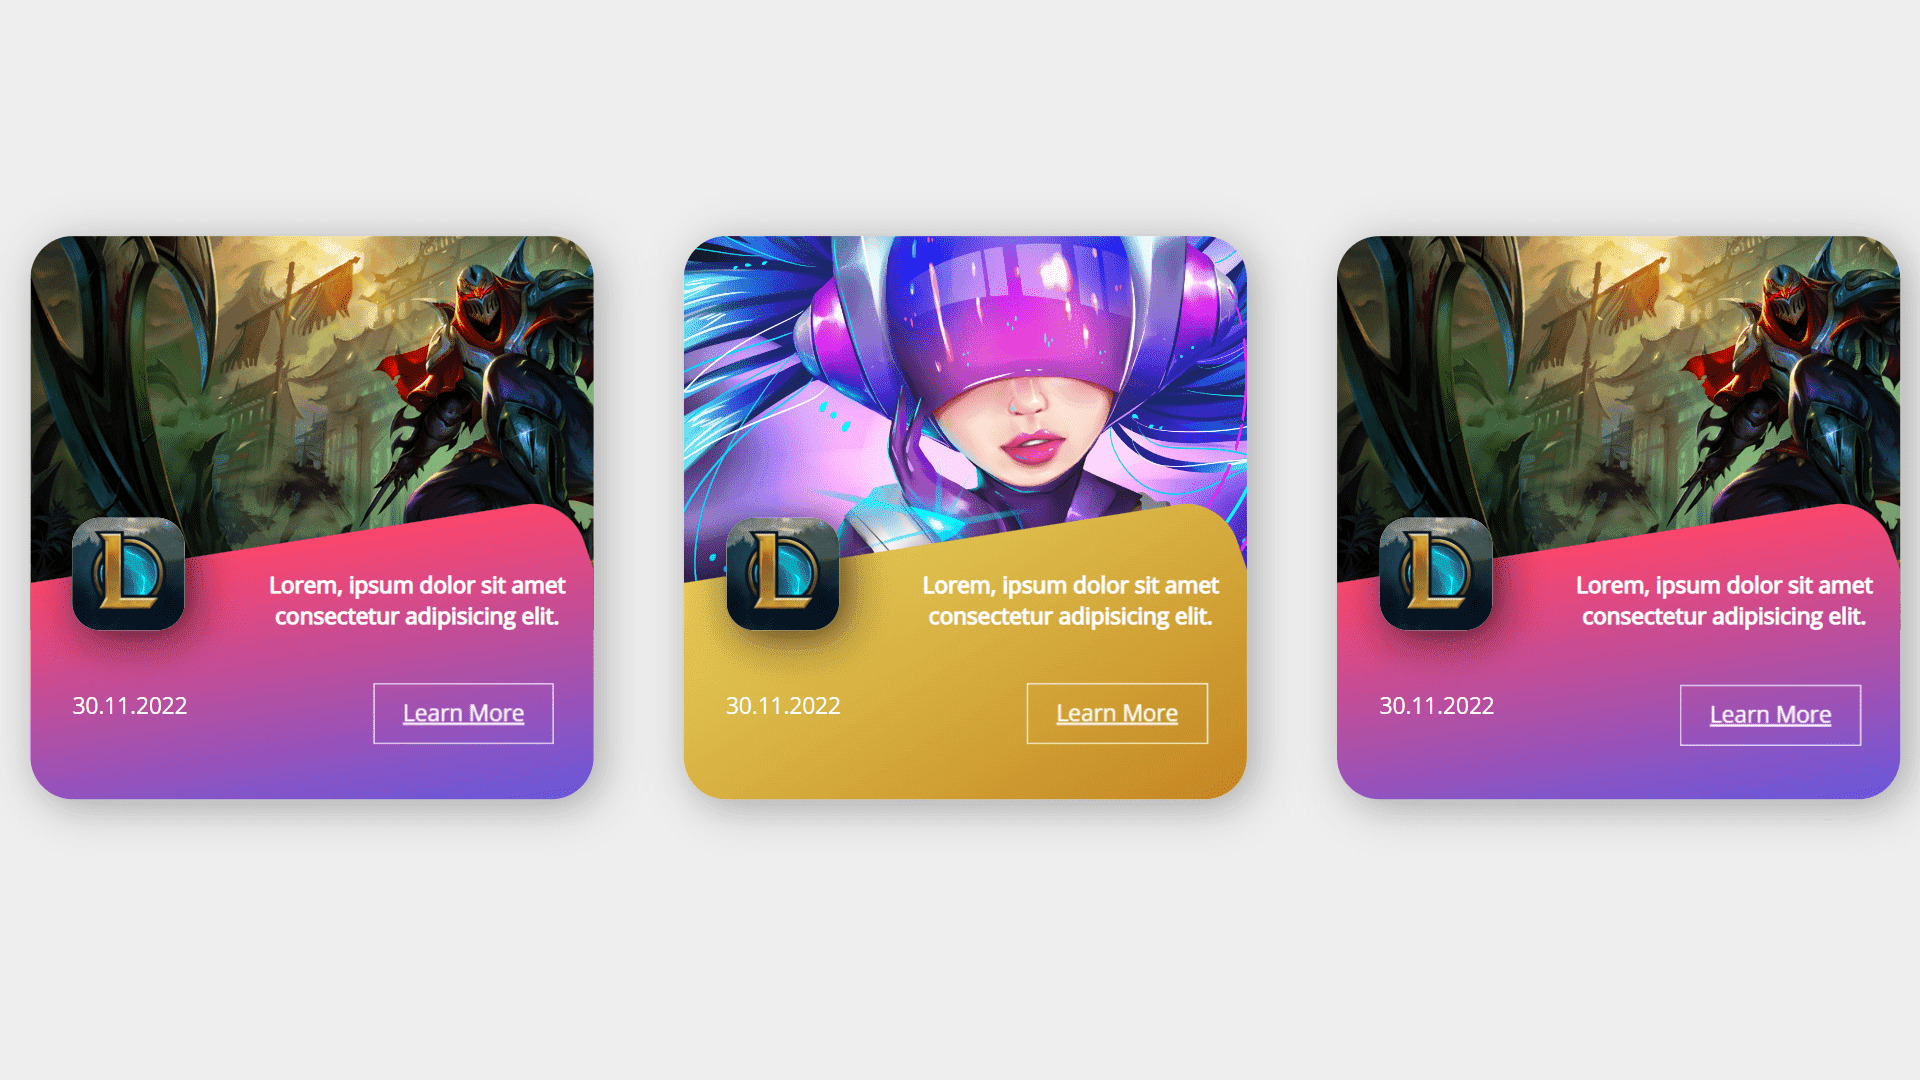 Lorem, ipsum dolor sit amet
consectetur adipisicing elit.
30.11.2022
Learn More
Lorem, ipsum dolor sit amet
consectetur adipisicing elit.
30.11.2022
Learn More
Lorem, ipsum dolor sit amet
consectetur adipisicing elit.
30.11.2022
Learn More